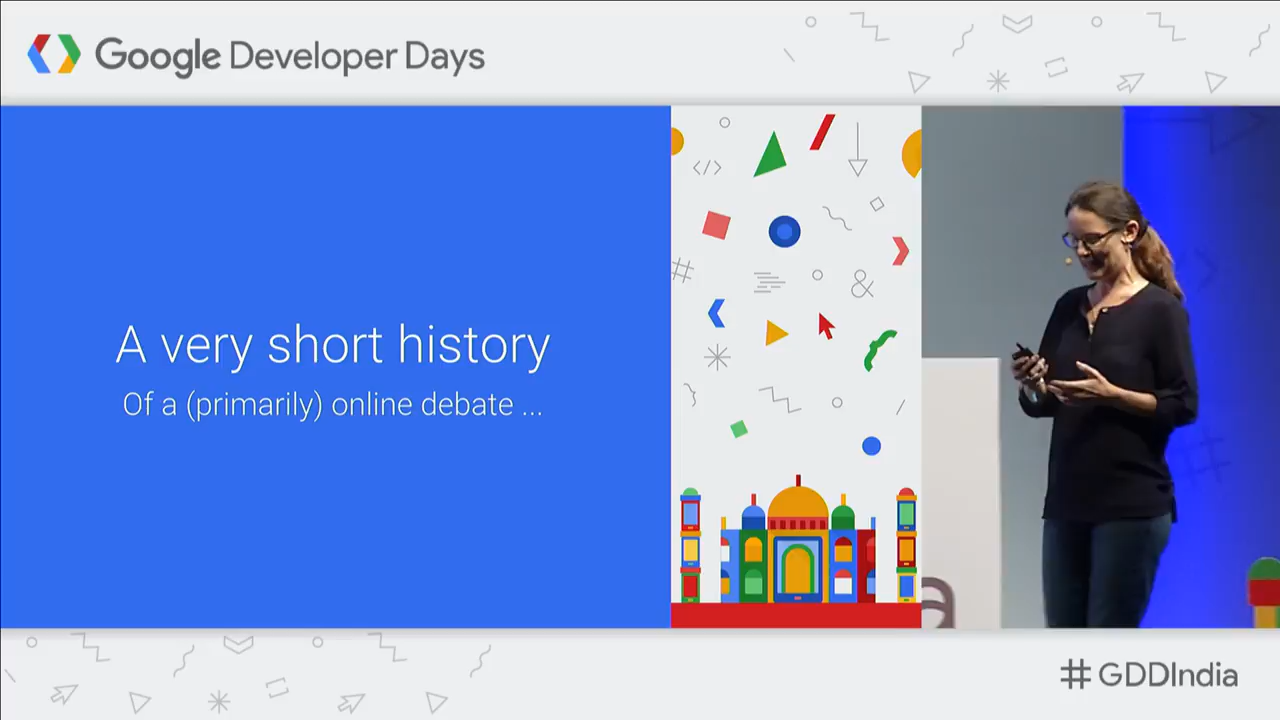 Google Developer Days
A very short history
Of a (primarily) online debate ...
#GDDIndia